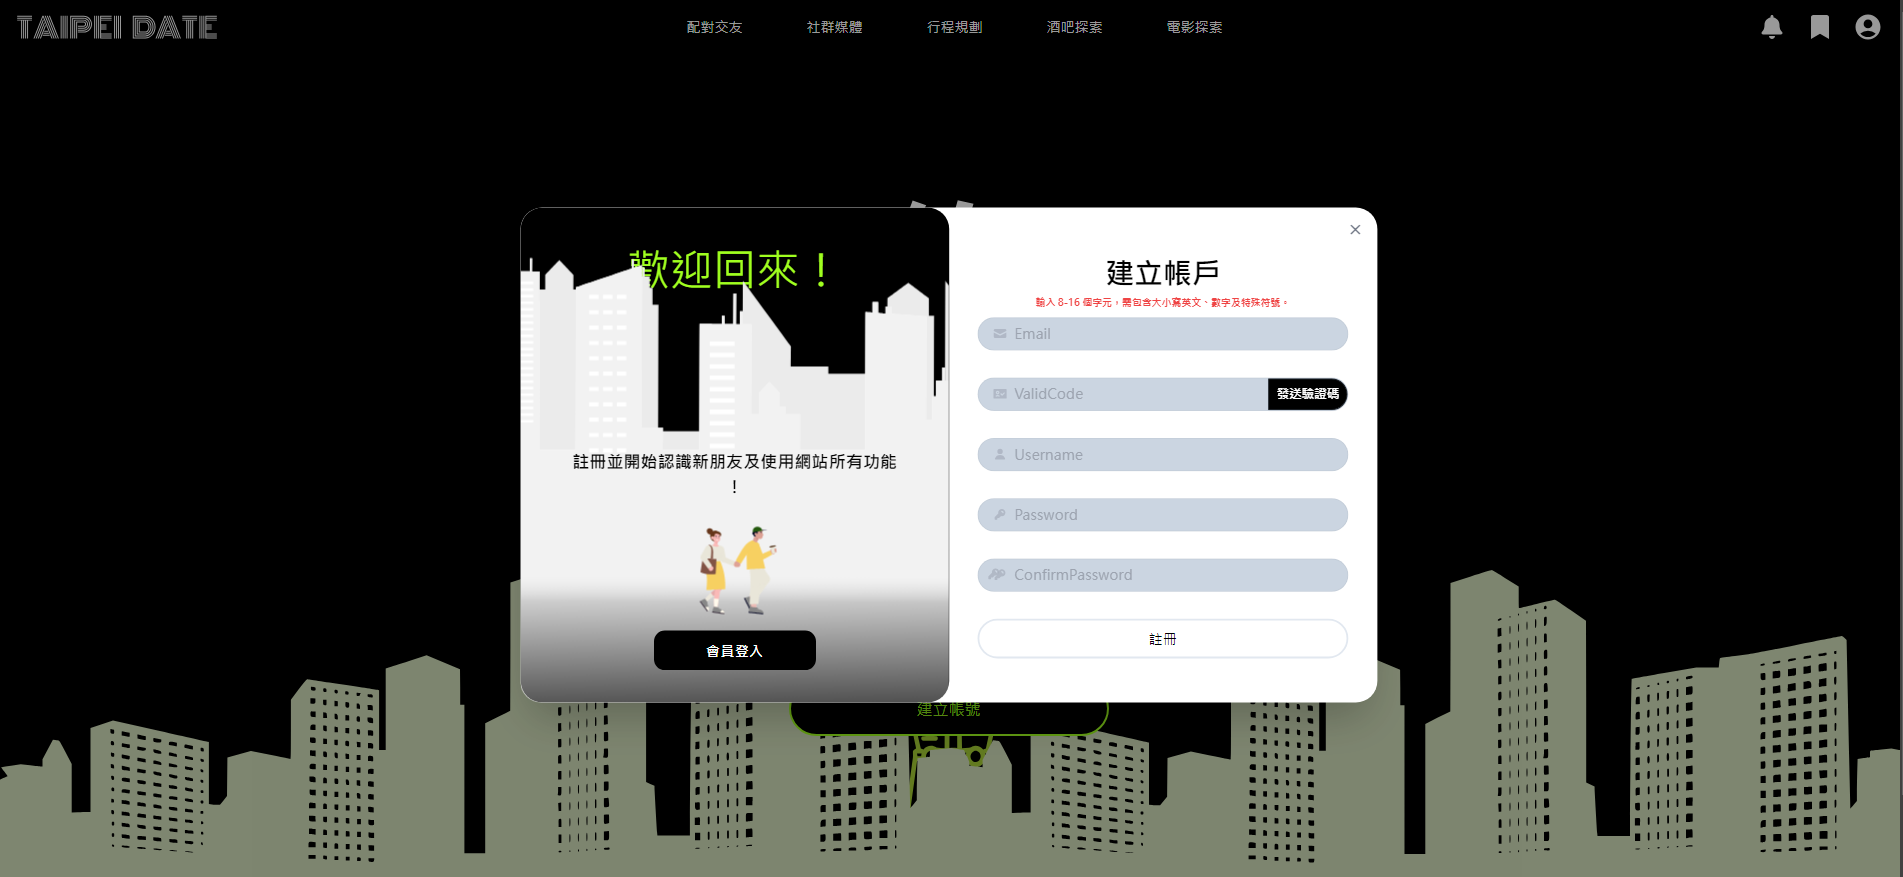 TAIPEI DATE
配對交友
社群媒體
行程規劃
酒吧探索
電影探索
歡迎回來！
註冊並開始認識新朋友及使用網站所有功能
！
會員登入
建立帳戶
輸入 8-16 個字元，需包含大小寫英文、數字及特殊符號。
Email
ValidCode
發送驗證碼
Username
Password
ConfirmPassword
註冊
建立帳號